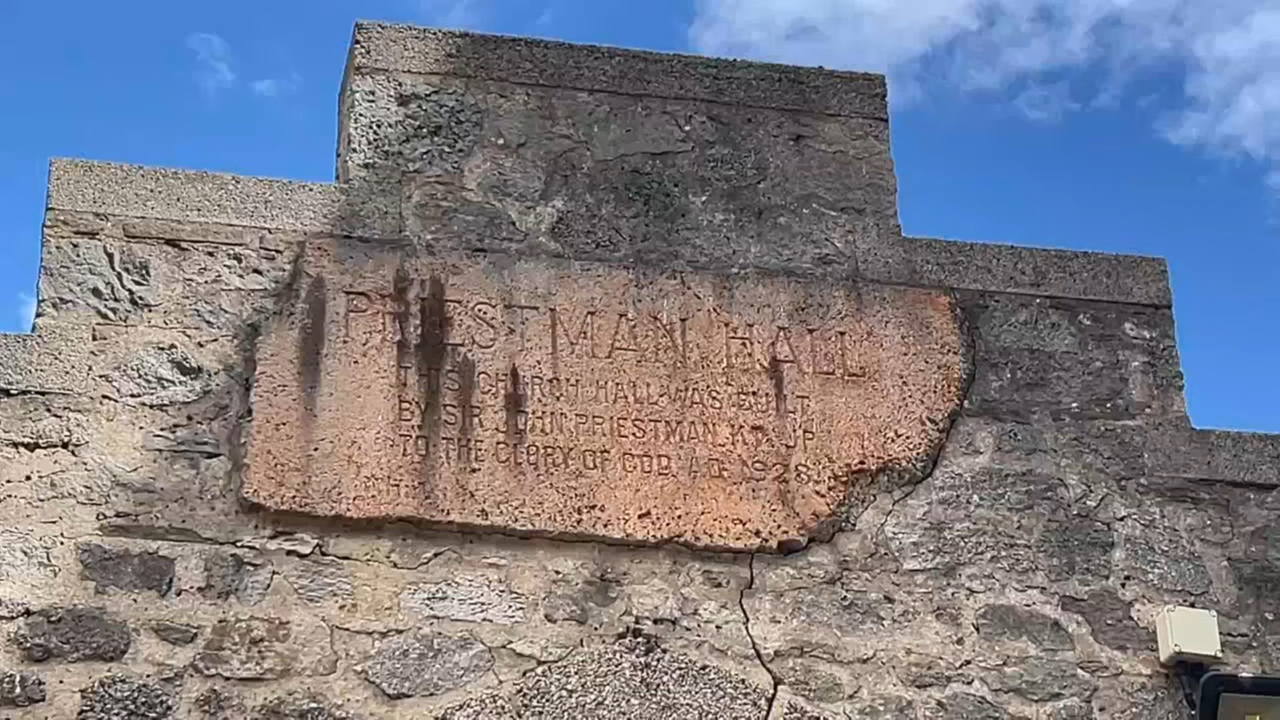 PRIESTMAN HALL
THIS CHURCH HALL WAS BUILT
BY SIR JOHN PRIESTMAN KT. JP
TO THE GLORY OF GOD A.D. 1928